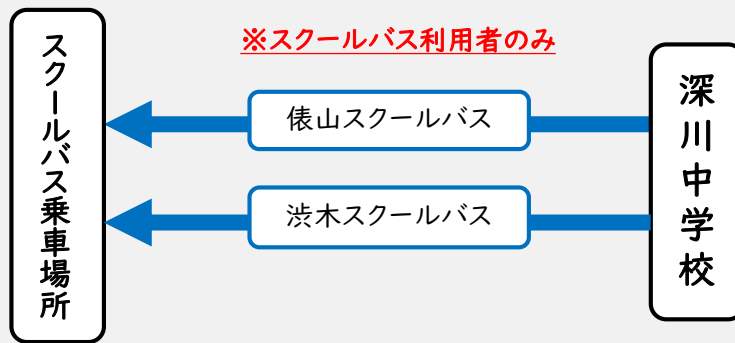 ※スクールバス利用者のみ
スクールバス乗車場所
俵山スクールバス
渋木スクールバス
深川中学校